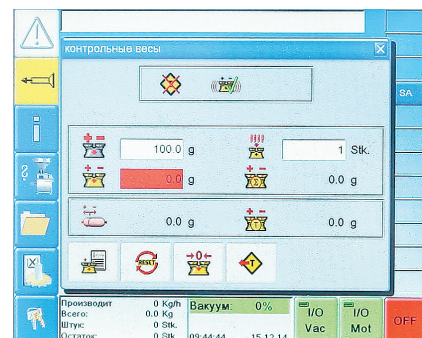 контрольные весы
SA
100.0 g
1 Stk.
0.0 g
0.0 g
0.0 g
0.0 g
RESET
→0←
T
Производит 0 Kg/h
Всего: 0.0 Kg
Штук: 0 Stk.
Остаток: 0 Stk.
Вакуум: 0%
09:44:44 15.12.14
I/O
Vac
I/O
Mot
OFF